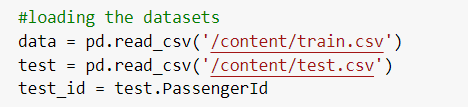 #loading the datasets
data = pd.read_csv('/content/train.csv')
test = pd.read_csv('/content/test.csv')
test_id = test.PassengerId